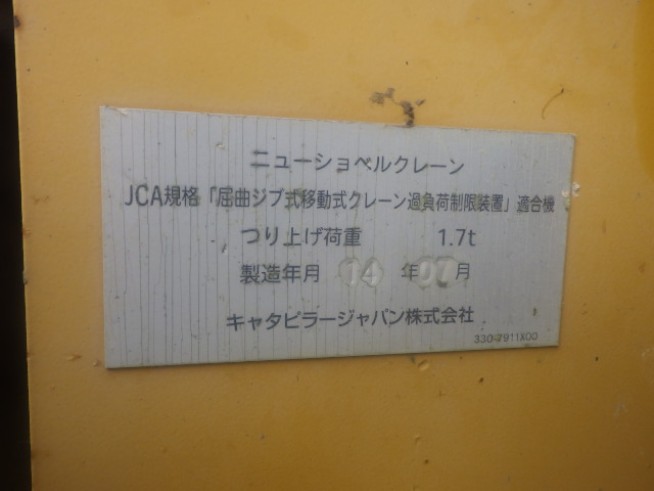 ニューショベルクレーン
JCA規格「屈曲ジブ式移動式クレーン過負荷制限装置」適合機
つり上げ荷重 1.7t
製造年月 14 年 07 月
キャタピラージャパン株式会社
330-7911X00